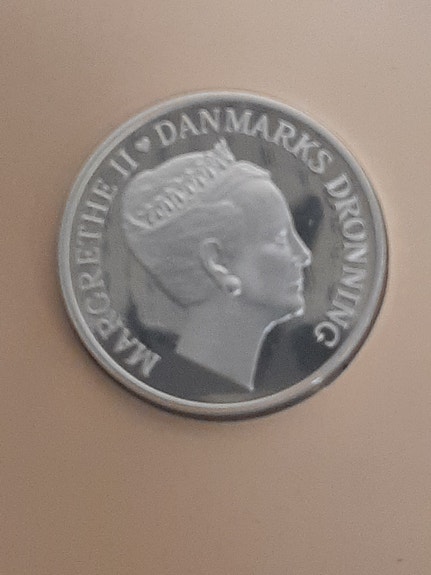 MARGRETHE II ♥ DANMARKS DRONNING